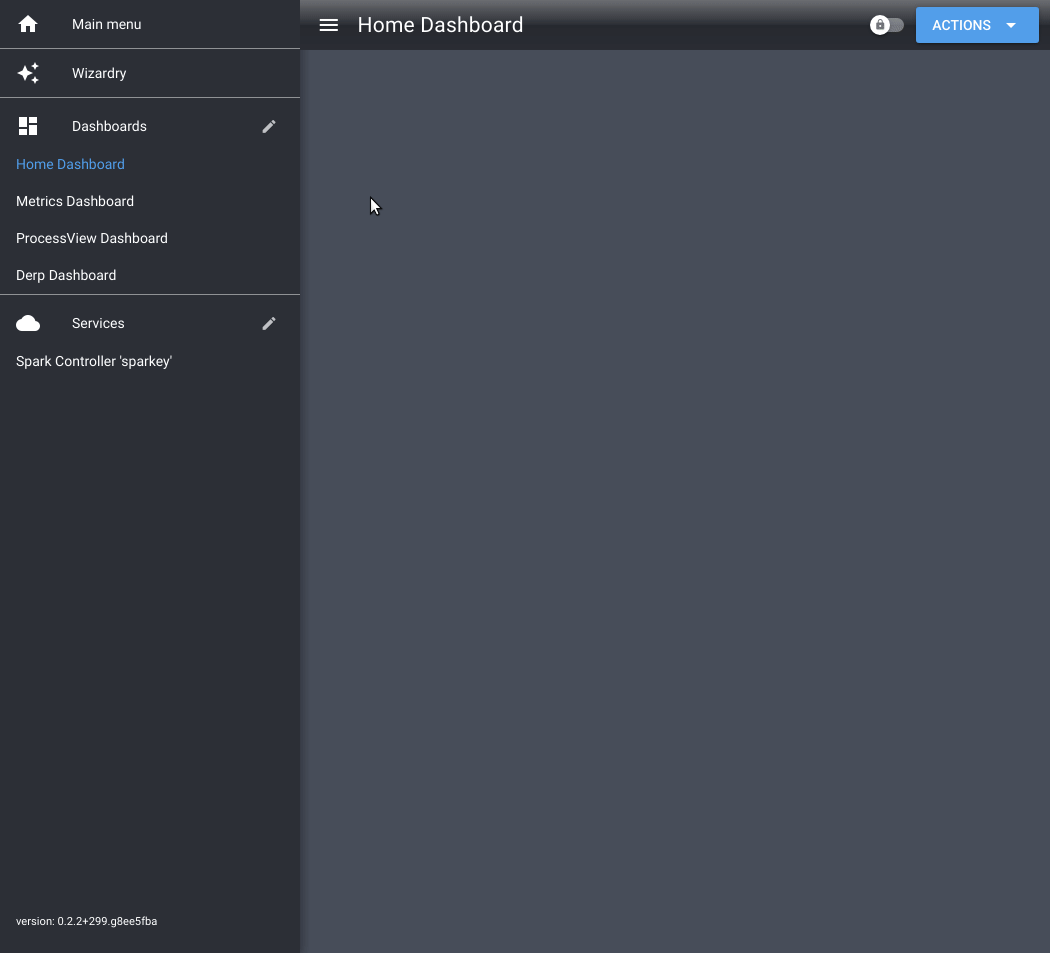 Main menu
Home Dashboard
ACTIONS
Wizardry
Dashboards
Home Dashboard
Metrics Dashboard
ProcessView Dashboard
Derp Dashboard
Services
Spark Controller 'sparkey'
version: 0.2.2+299.g8ee5fba